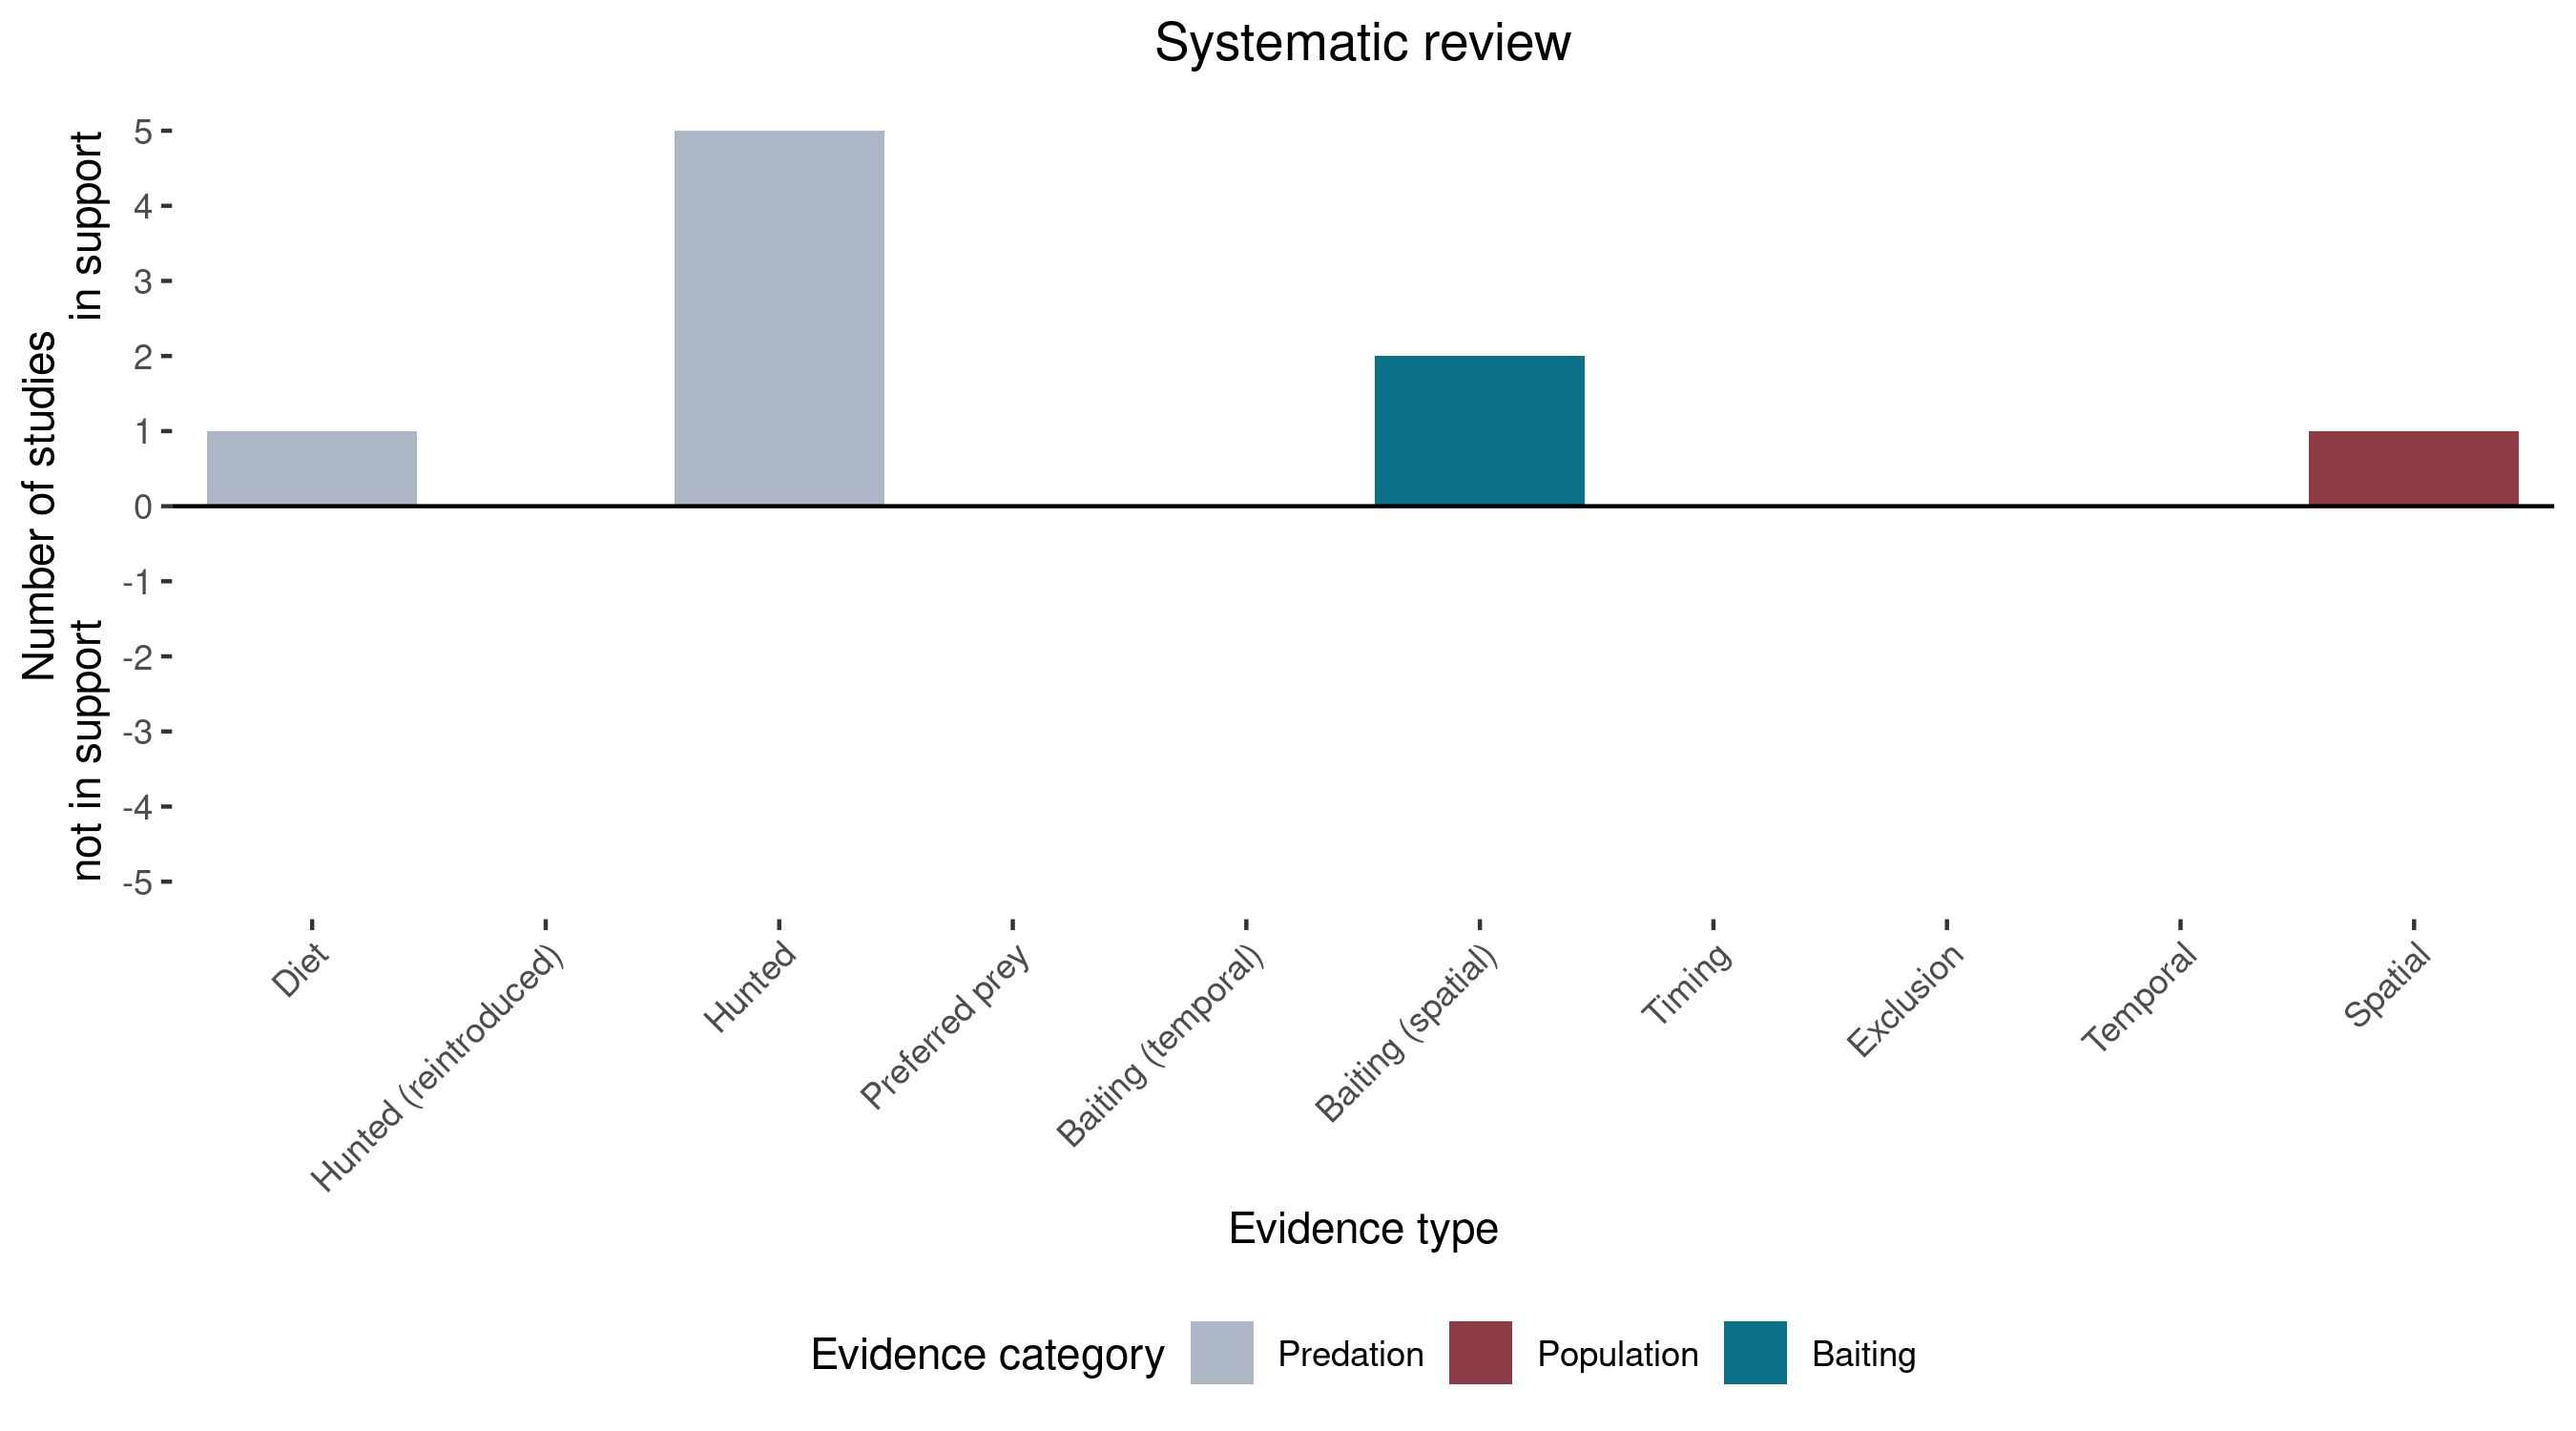 Systematic review
Number of studies
in support
not in support
5
4
3
2
1
0
-1
-2
-3
-4
-5
Diet
Hunted (reintroduced)
Hunted
Preferred prey
Baiting (temporal)
Baiting (spatial)
Timing
Exclusion
Temporal
Spatial
Evidence type
Evidence category Predation Population Baiting